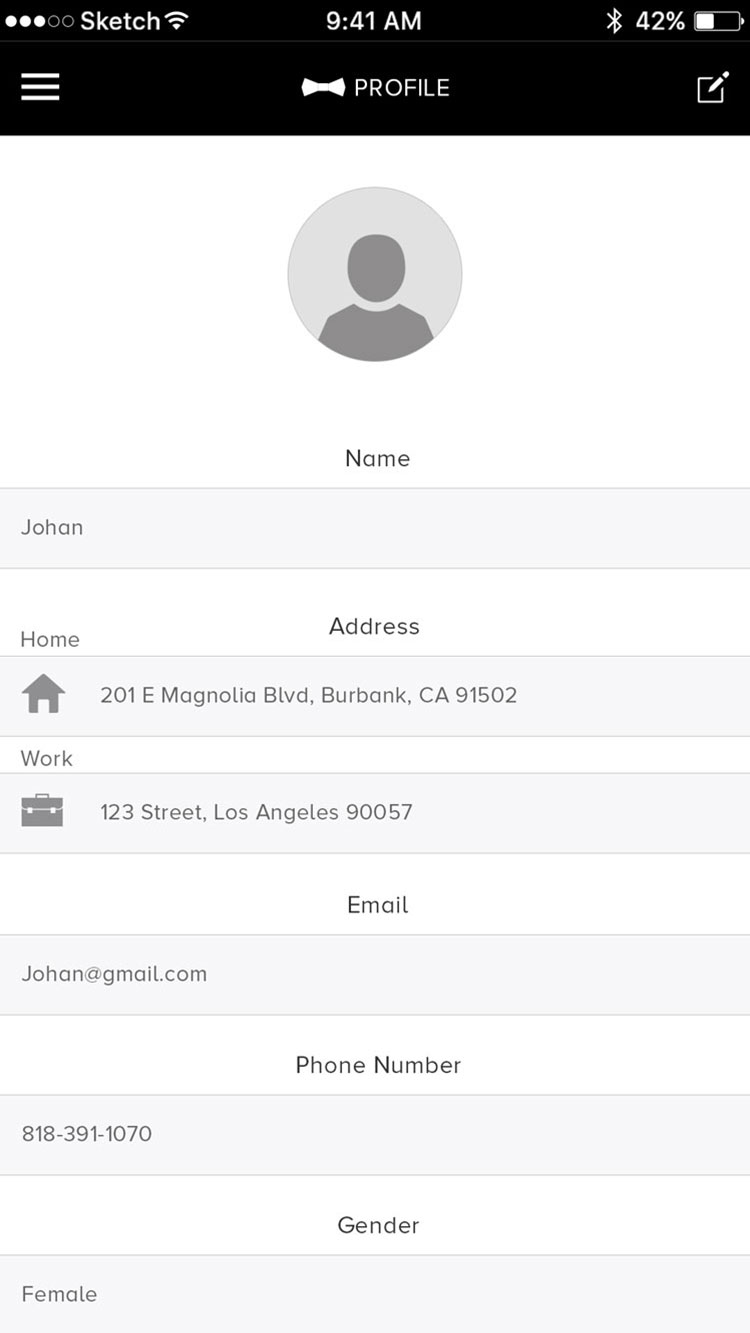 Sketch 9:41 AM 42%
PROFILE
Name
Johan
Address
Home
201 E Magnolia Blvd, Burbank, CA 91502
Work
123 Street, Los Angeles 90057
Email
Johan@gmail.com
Phone Number
818-391-1070
Gender
Female